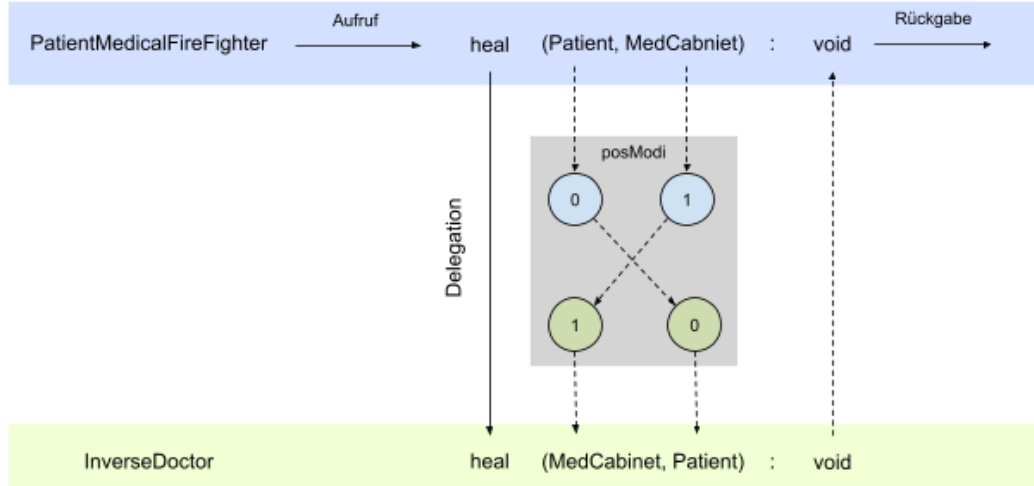 Aufruf
Rückgabe
PatientMedicalFireFighter heal (Patient, MedCabniet) : void
posModi
0 1
Delegation
1 0
InverseDoctor heal (MedCabinet, Patient) : void